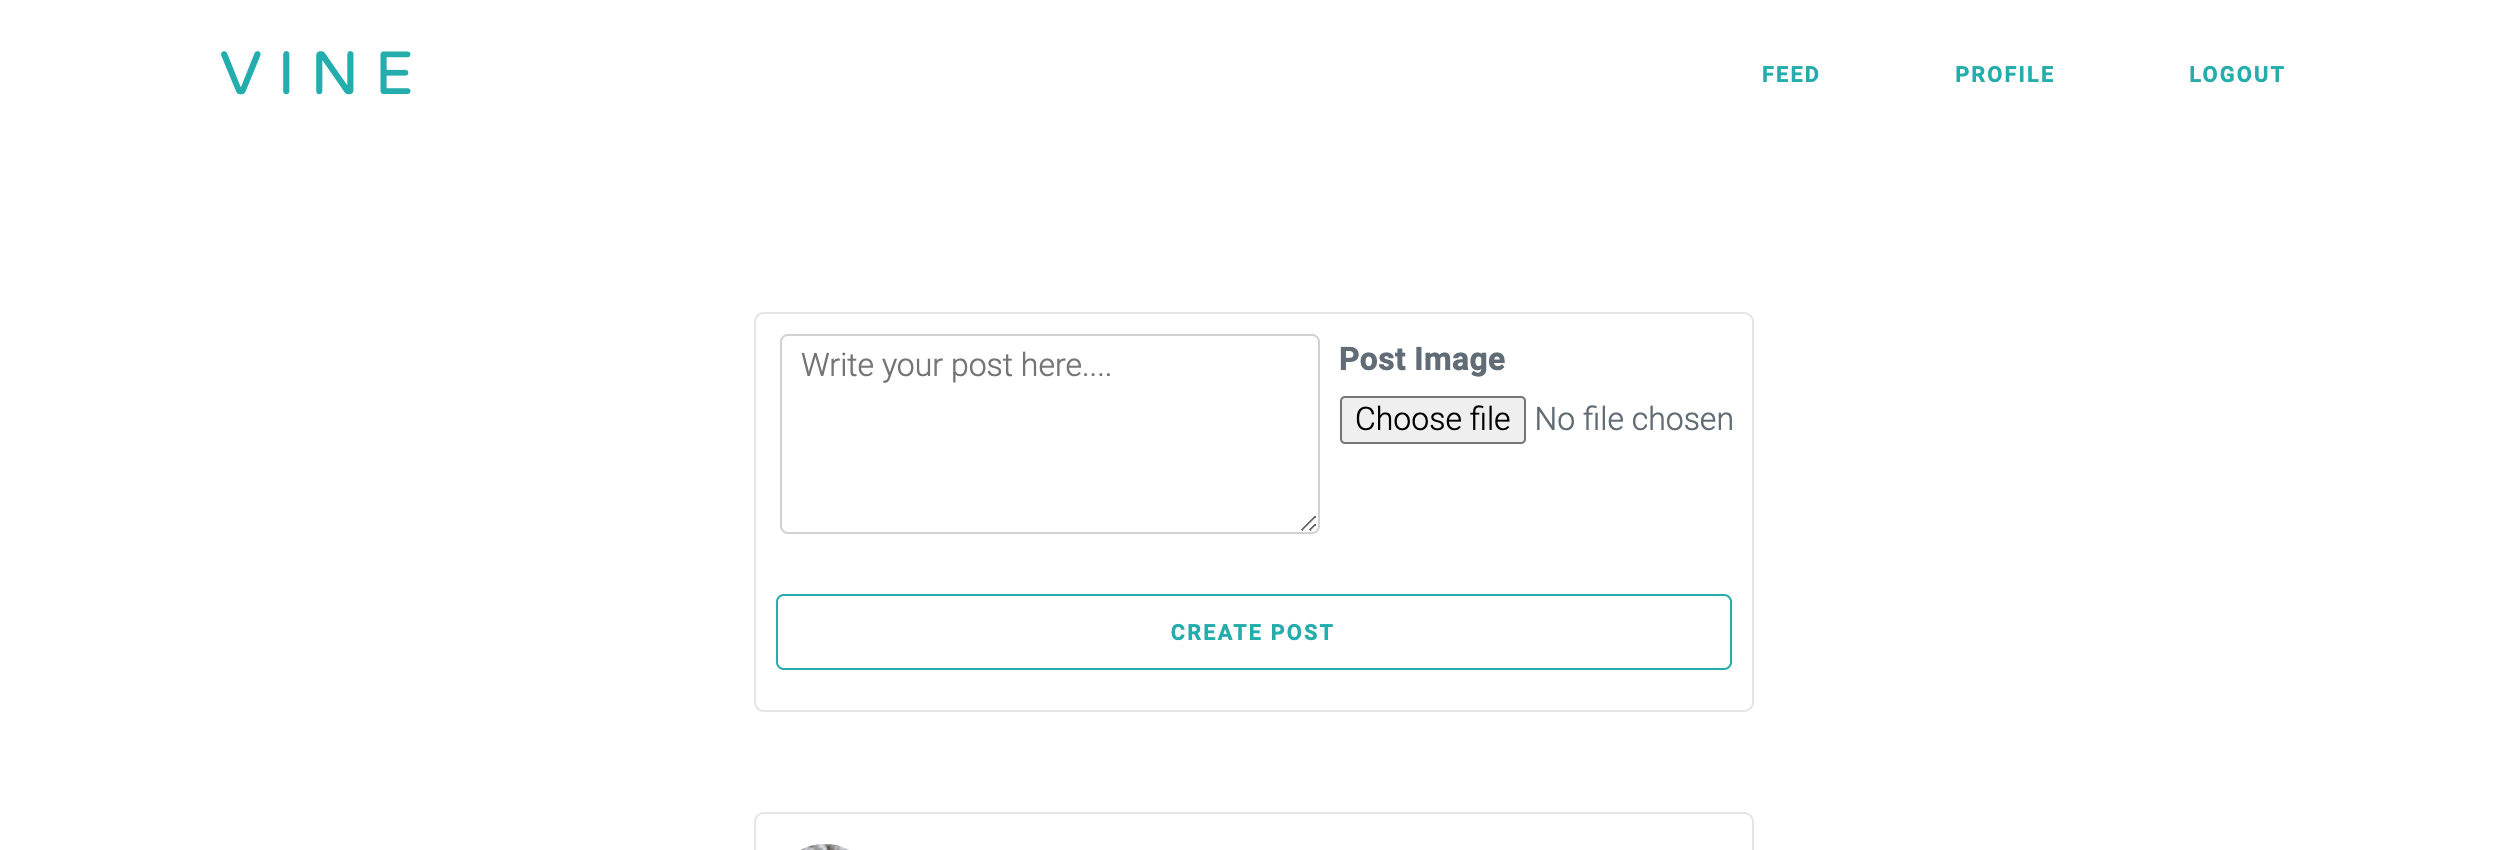 VINE
FEED PROFILE LOGOUT
Write your post here....
Post Image
Choose file No file chosen
CREATE POST